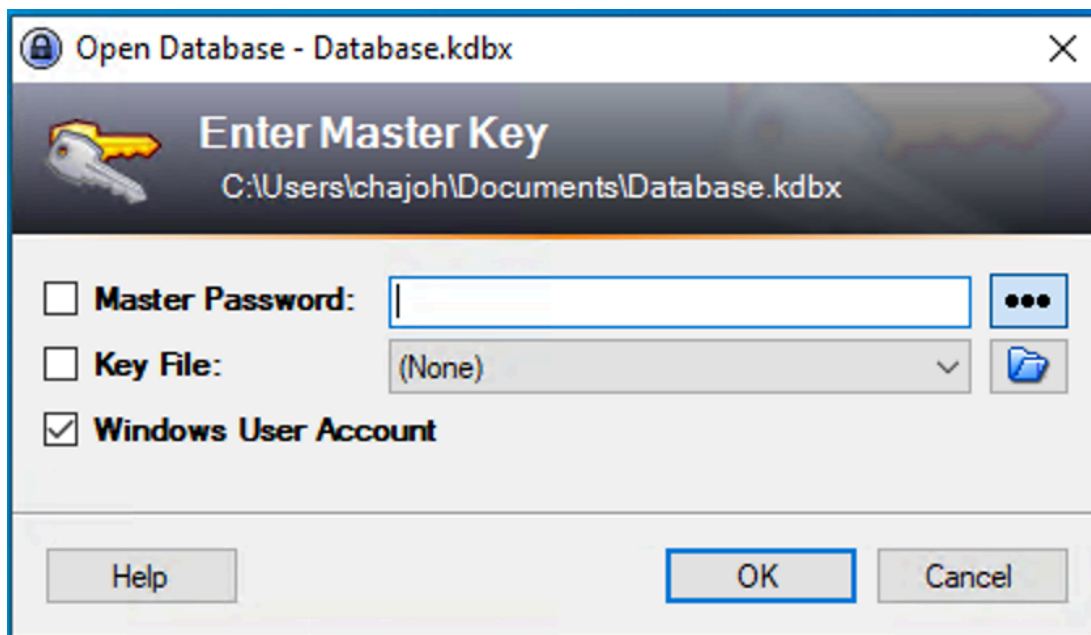 Open Database - Database.kdbx
Enter Master Key
C:\Users\chajoh\Documents\Database.kdbx
Master Password:
Key File: (None)
Windows User Account
Help OK Cancel